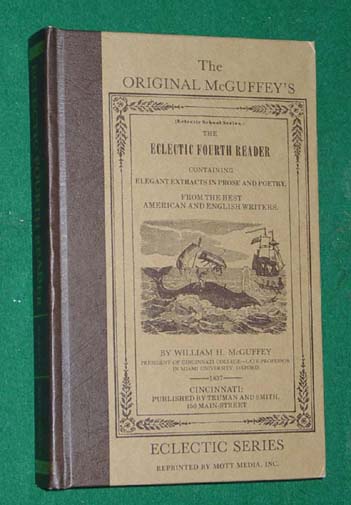 The
ORIGINAL McGUFFEY'S
[Eclectic School Series.]
THE
ECLECTIC FOURTH READER
CONTAINING
ELEGANT EXTRACTS IN PROSE AND POETRY,
FROM THE BEST
AMERICAN AND ENGLISH WRITERS.
BY WILLIAM H. McGUFFEY
PRESIDENT OF CINCINNATI COLLEGE—LATE PROFESSOR
IN MIAMI UNIVERSITY, OXFORD.
1837
CINCINNATI:
PUBLISHED BY TRUMAN AND SMITH,
150 MAIN-STREET
ECLECTIC SERIES
REPRINTED BY MOTT MEDIA, INC.
FOURTH READER